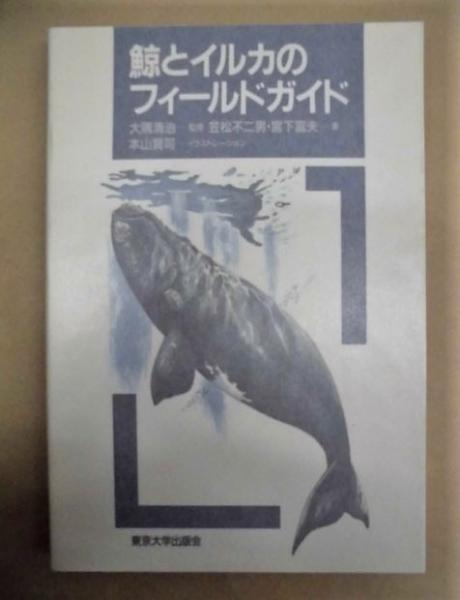 鯨とイルカの
フィールドガイド
大隅清治 監修 笠松不二男・宮下富夫 著
本山賢司 イラストレーション
東京大学出版会